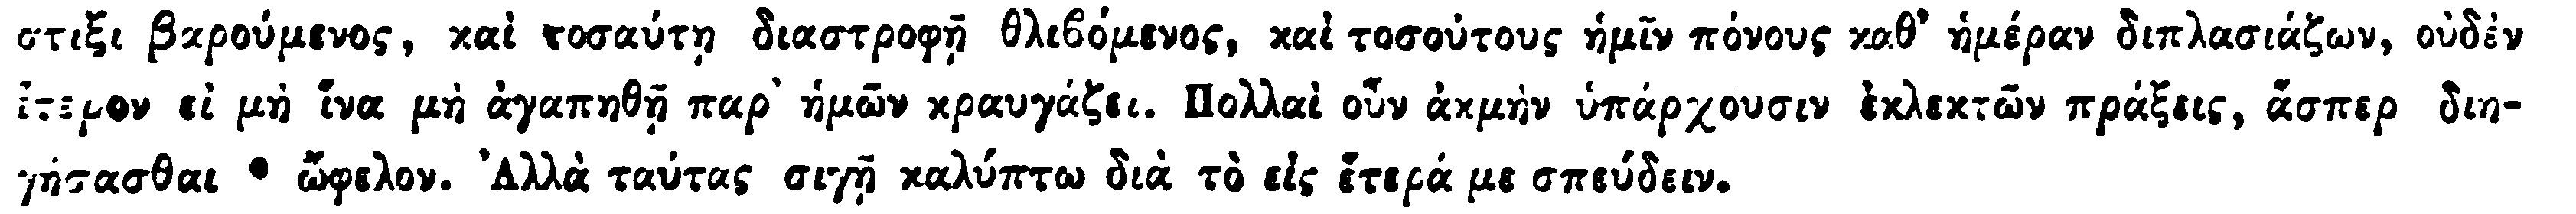 στιξι βαρούμενος, καὶ τοσαύτῃ διαστροφῇ θλιβόμενος, καὶ τοσούτους ἡμῖν πόνους καθ' ἡμέραν διπλασιάζων, οὐδὲν
ἕτερον εἰ μὴ ἵνα μὴ ἀγαπηθῇ παρ' ἡμῶν κραυγάζει. Πολλαὶ οὖν ἀκμὴν ὑπάρχουσιν ἐκλεκτῶν πράξεις, ἅσπερ διη-
γήσασθαι • ὤφελον. Ἀλλὰ ταύτας σιγῇ καλύπτω διὰ τὸ εἰς ἕτερά με σπεύδειν.